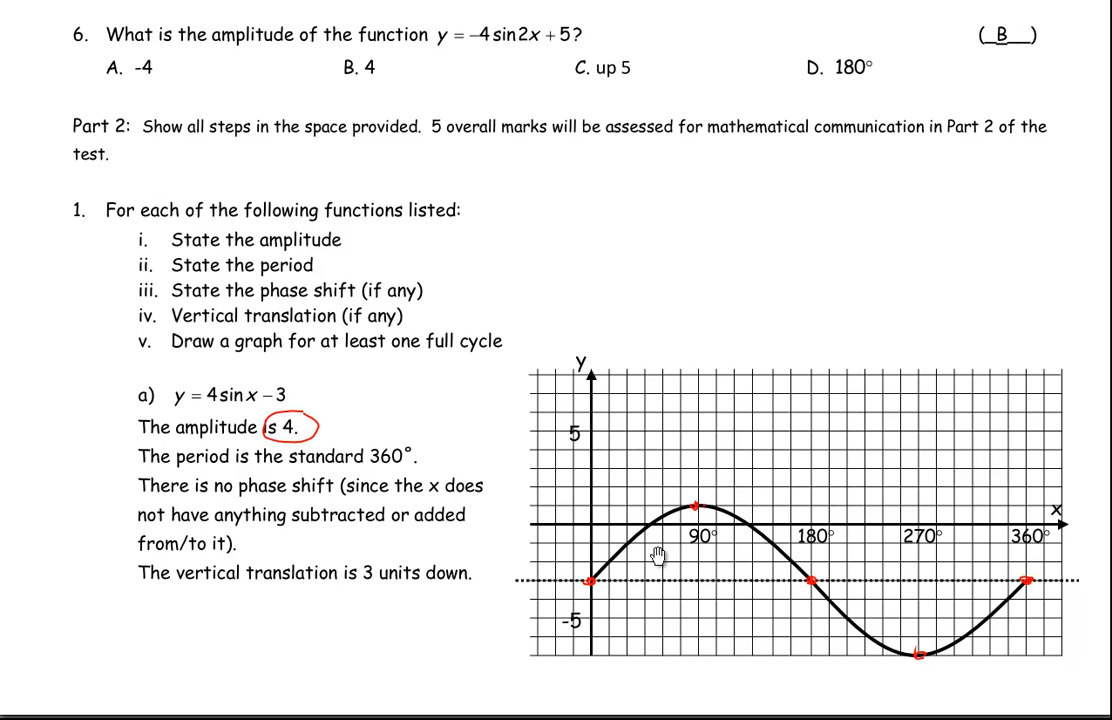 6. What is the amplitude of the function y = -4 sin 2x + 5? (_B_)
A. -4 B. 4 C. up 5 D. 180°
Part 2: Show all steps in the space provided. 5 overall marks will be assessed for mathematical communication in Part 2 of the
test.
1. For each of the following functions listed:
i. State the amplitude
ii. State the period
iii. State the phase shift (if any)
iv. Vertical translation (if any)
v. Draw a graph for at least one full cycle
a) y = 4 sin x - 3
The amplitude is 4.
The period is the standard 360°.
There is no phase shift (since the x does
not have anything subtracted or added
from/to it).
The vertical translation is 3 units down.
y
5
x
90° 180° 270° 360°
-5